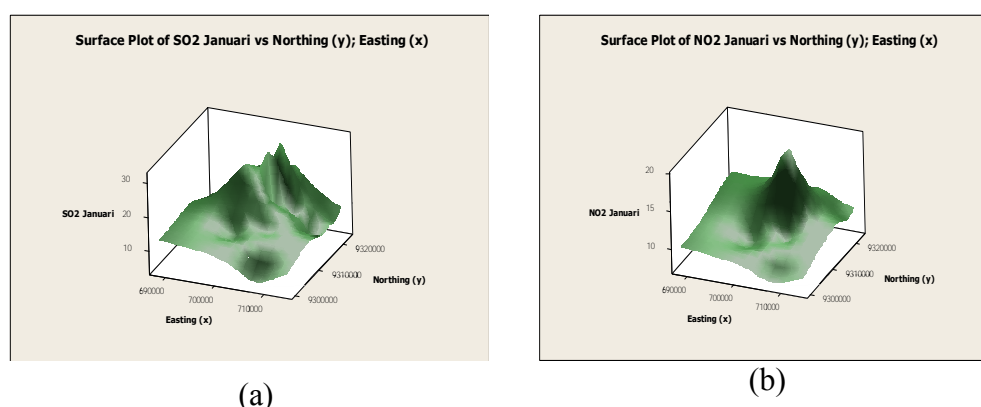 Surface Plot of SO2 Januari vs Northing (y); Easting (x)
30
20
10
SO2 Januari
690000
700000
710000
Easting (x)
9300000
9310000
9320000
Northing (y)
(a)
Surface Plot of NO2 Januari vs Northing (y); Easting (x)
20
15
10
NO2 Januari
690000
700000
710000
Easting (x)
9300000
9310000
9320000
Northing (y)
(b)